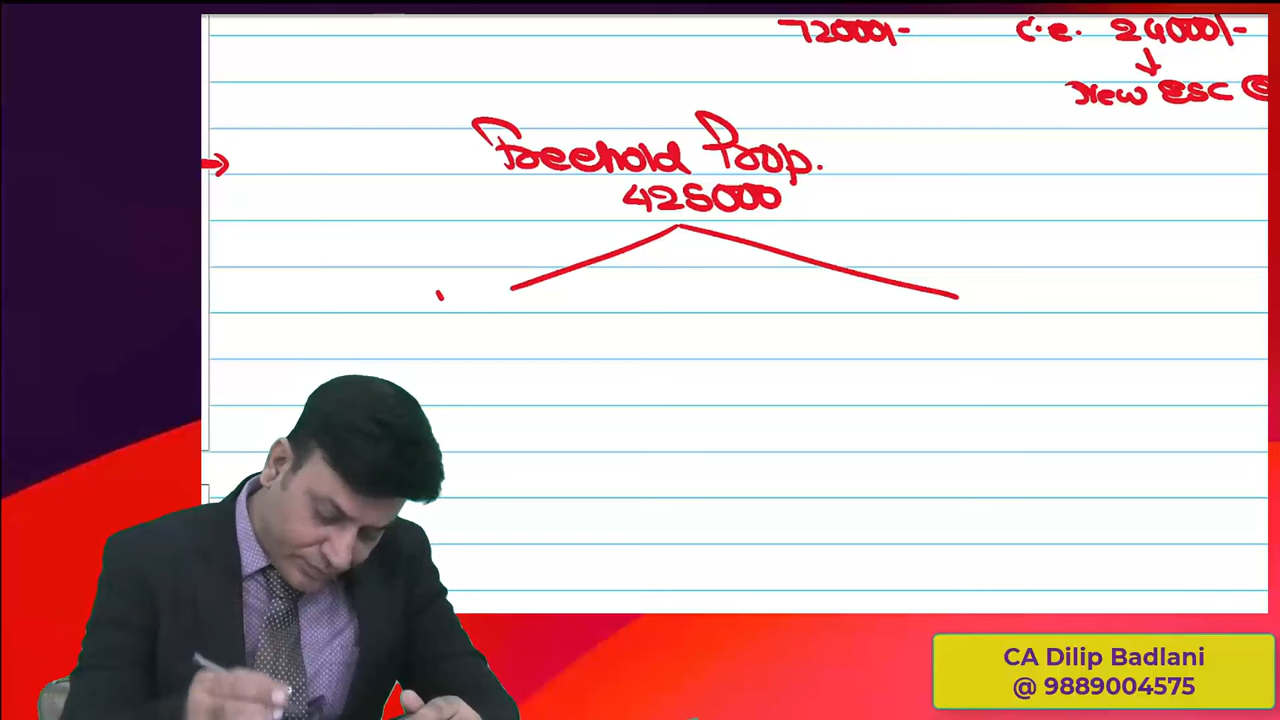 72000/- i.e. 24000/-
New ESC @
Freehold Prop.
425000
CA Dilip Badlani
@ 9889004575